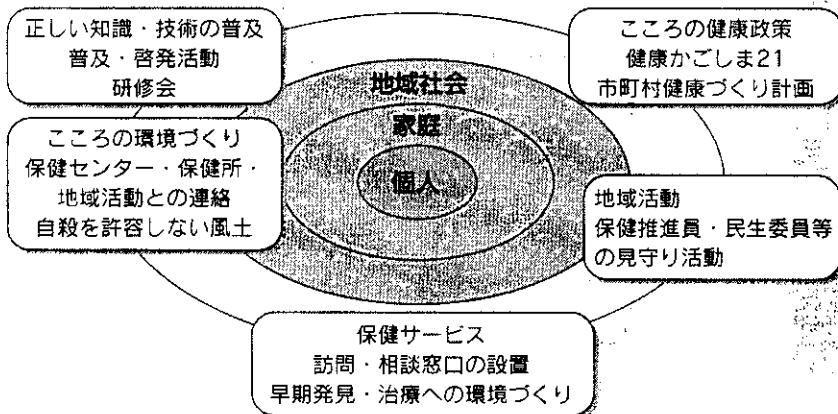 正しい知識・技術の普及
普及・啓発活動
研修会
こころの健康政策
健康かごしま21
市町村健康づくり計画
地域社会
家庭
個人
こころの環境づくり
保健センター・保健所・
地域活動との連絡
自殺を許容しない風土
地域活動
保健推進員・民生委員等
の見守り活動
保健サービス
訪問・相談窓口の設置
早期発見・治療への環境づくり